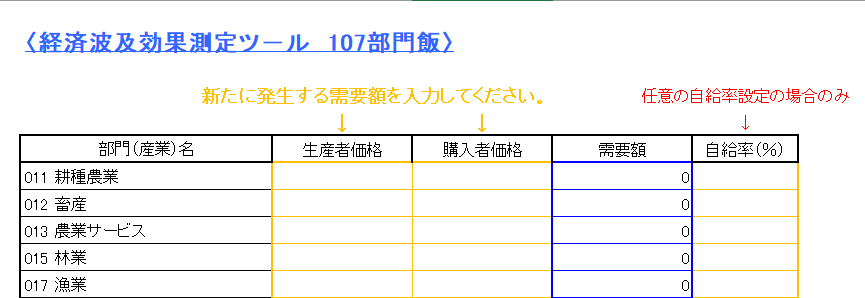 〈経済波及効果測定ツール 107部門飯〉
新たに発生する需要額を入力してください。 任意の自給率設定の場合のみ
↓ ↓ ↓
部門(産業)名 生産者価格 購入者価格 需要額 自給率(%)
011 耕種農業 0
012 畜産 0
013 農業サービス 0
015 林業 0
017 漁業 0